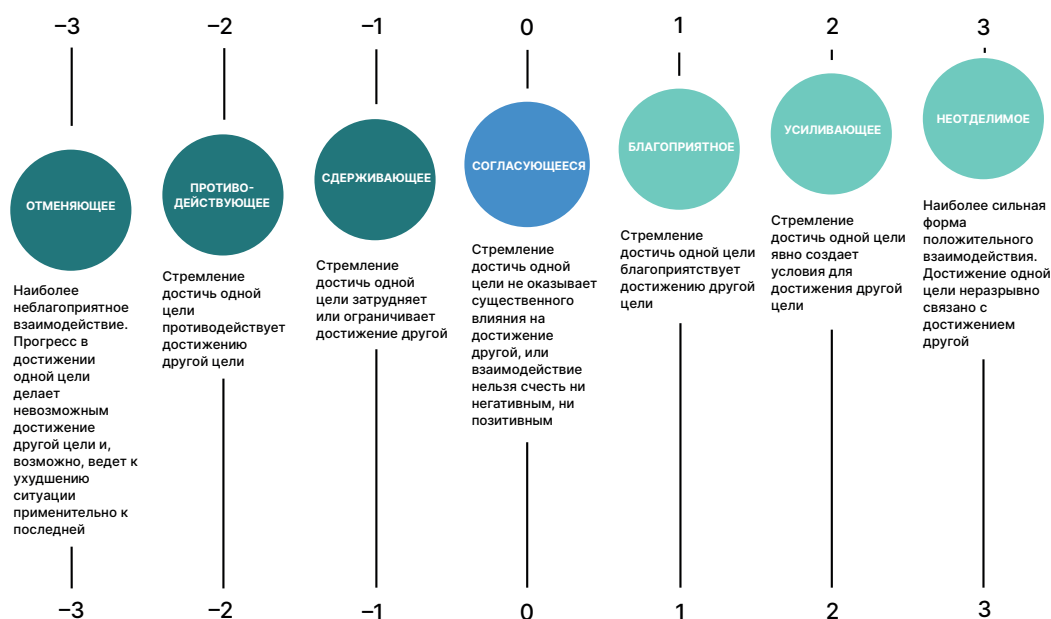 −3
−2
−1
0
1
2
3
ОТМЕНЯЮЩЕЕ
Наиболее
неблагоприятное
взаимодействие.
Прогресс в
достижении
одной цели
делает
невозможным
достижение
другой цели и,
возможно, ведет к
ухудшению
ситуации
применительно к
последней
ПРОТИВО-
ДЕЙСТВУЮЩЕЕ
Стремление
достичь одной
цели
противодействует
достижению
другой цели
СДЕРЖИВАЮЩЕЕ
Стремление
достичь одной
цели затрудняет
или ограничивает
достижение другой
СОГЛАСУЮЩЕЕСЯ
Стремление
достичь одной
цели не оказывает
существенного
влияния на
достижение
другой, или
взаимодействие
нельзя счесть ни
негативным, ни
позитивным
БЛАГОПРИЯТНОЕ
Стремление
достичь одной цели
благоприятствует
достижению другой
цели
УСИЛИВАЮЩЕЕ
Стремление
достичь одной цели
явно создает
условия для
достижения другой
цели
НЕОТДЕЛИМОЕ
Наиболее сильная
форма
положительного
взаимодействия.
Достижение одной
цели неразрывно
связано с
достижением
другой
−3
−2
−1
0
1
2
3